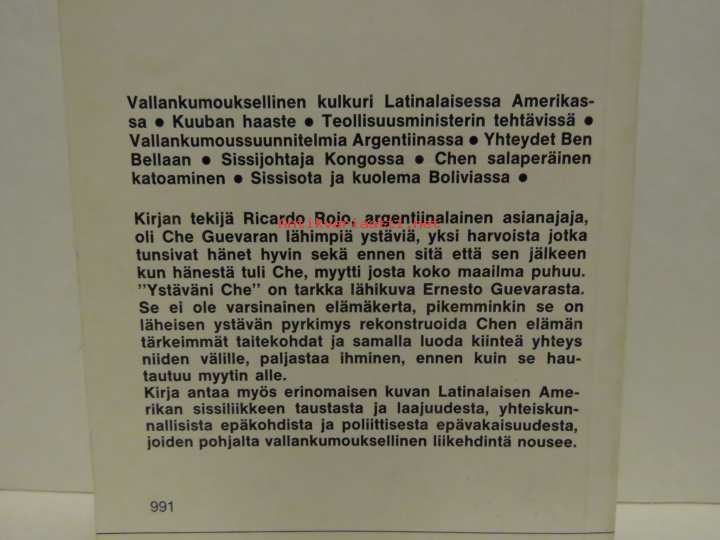 Vallankumouksellinen kulkuri Latinalaisessa Amerikas-
sa ● Kuuban haaste ● Teollisuusministerin tehtävissä ●
Vallankumoussuunnitelmia Argentiinassa ● Yhteydet Ben
Bellaan ● Sissijohtaja Kongossa ● Chen salaperäinen
katoaminen ● Sissisota ja kuolema Boliviassa ●
Kirjan tekijä Ricardo Rojo, argentiinalainen asianajaja,
oli Che Guevaran lähimpiä ystäviä, yksi harvoista jotka
tunsivat hänet hyvin sekä ennen sitä että sen jälkeen
kun hänestä tuli Che, myytti josta koko maailma puhuu.
"Ystäväni Che" on tarkka lähikuva Ernesto Guevarasta.
Se ei ole varsinainen elämäkerta, pikemminkin se on
läheisen ystävän pyrkimys rekonstruoida Chen elämän
tärkeimmät taitekohdat ja samalla luoda kiinteä yhteys
niiden välille, paljastaa ihminen, ennen kuin se hau-
tautuu myytin alle.
Kirja antaa myös erinomaisen kuvan Latinalaisen Ame-
rikan sissiliikkeen taustasta ja laajuudesta, yhteiskun-
nallisista epäkohdista ja poliittisesta epävakaisuudesta,
joiden pohjalta vallankumouksellinen liikehdintä nousee.
991